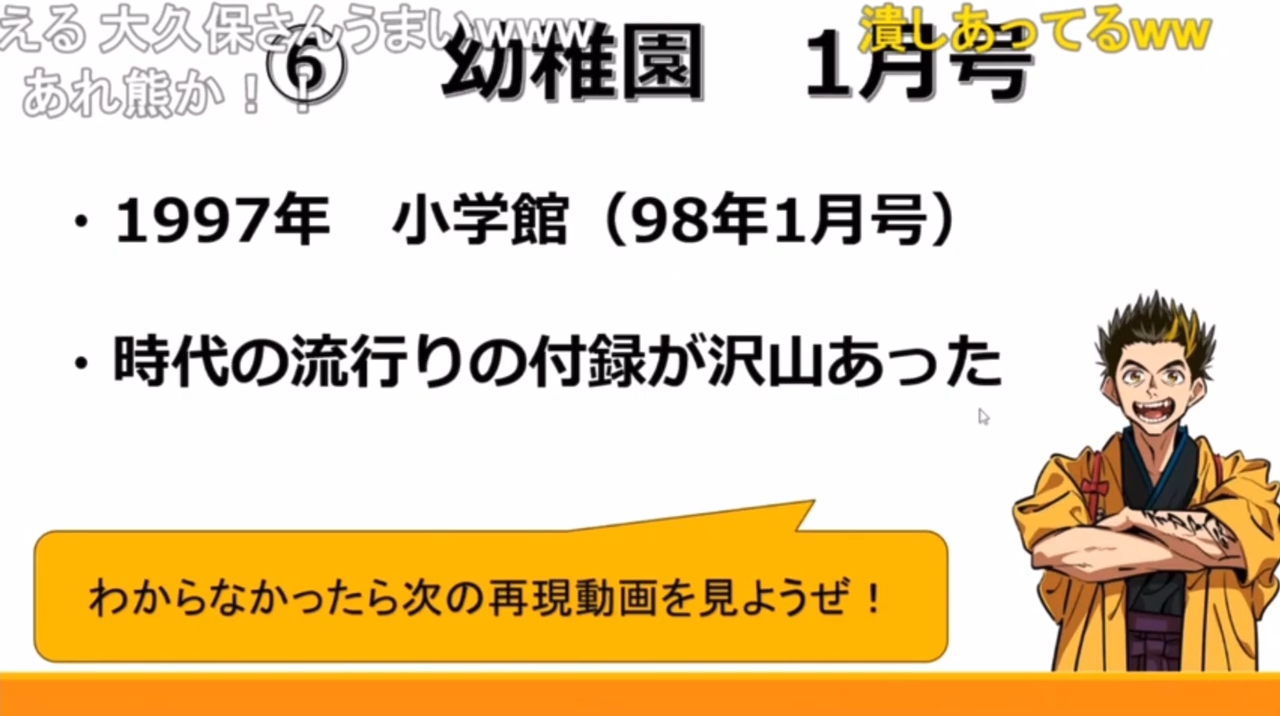 える 大久保さんうまいwww
潰しあってるww
⑥ 幼稚園 1月号
あれ熊か！！
・1997年 小学館（98年1月号）
・時代の流行りの付録が沢山あった
わからなかったら次の再現動画を見ようぜ！